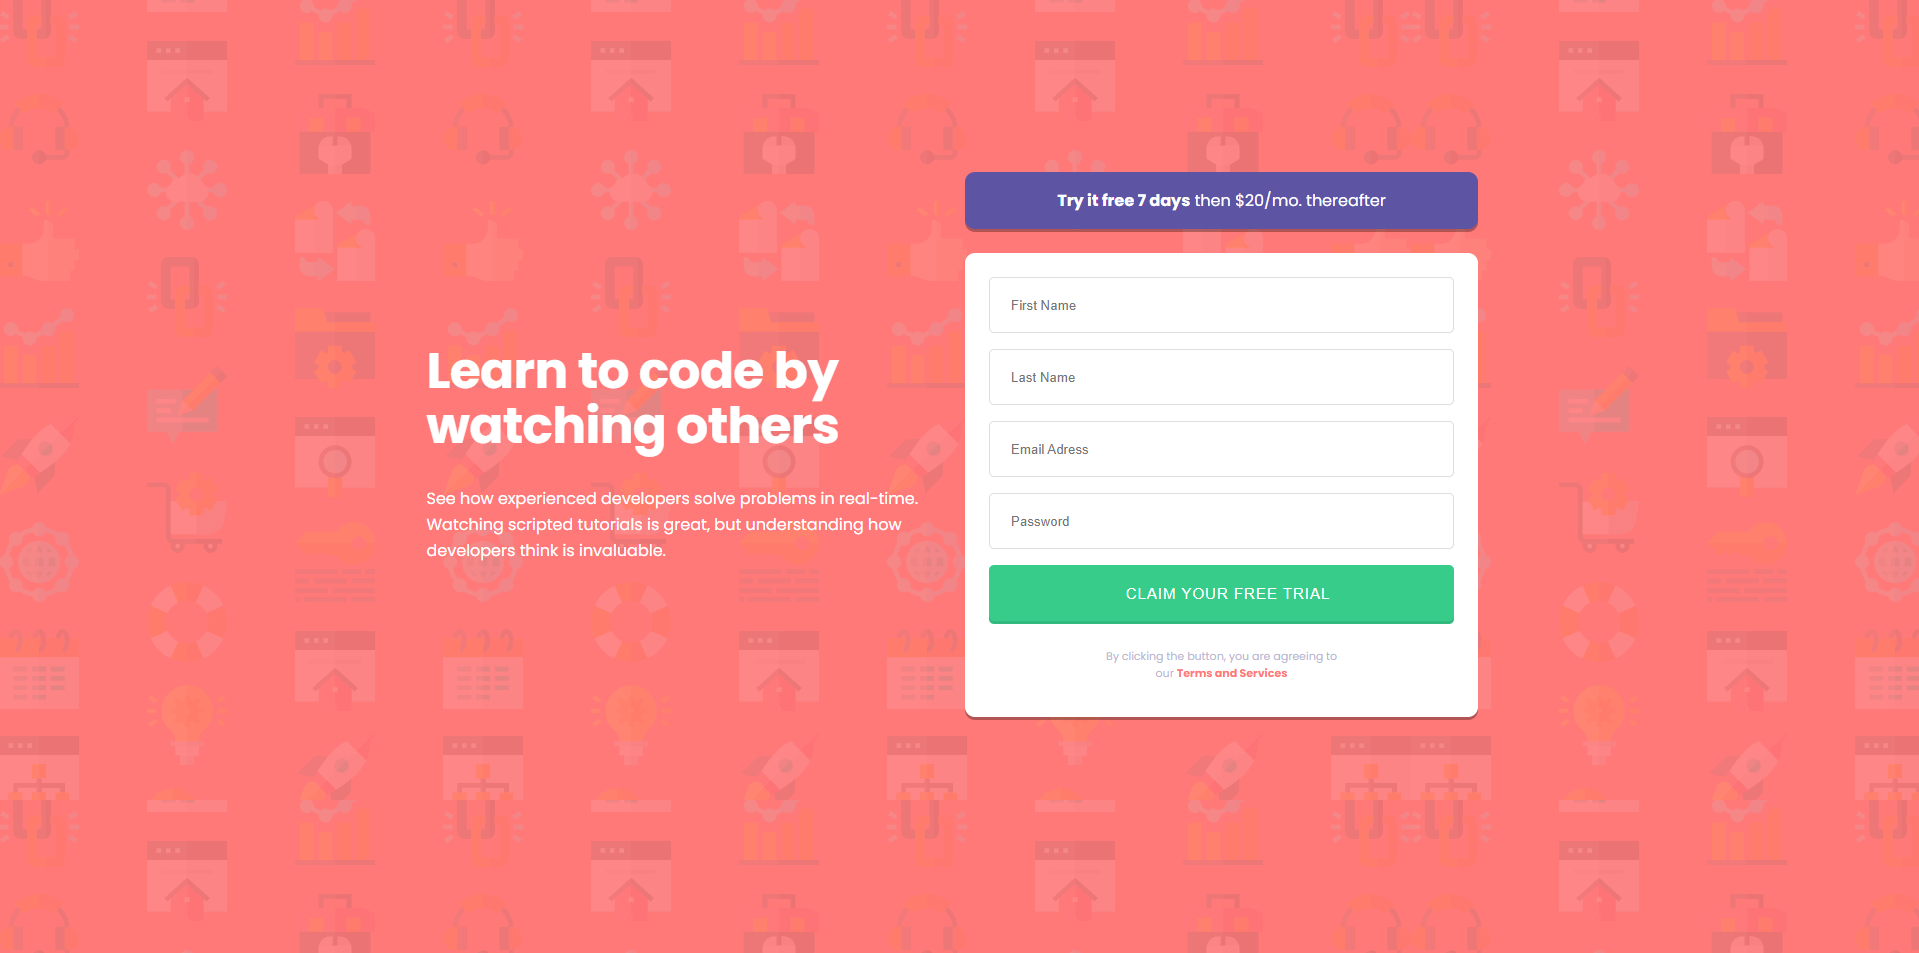 Learn to code by
watching others
See how experienced developers solve problems in real-time.
Watching scripted tutorials is great, but understanding how
developers think is invaluable.
Try it free 7 days then $20/mo. thereafter
First Name
Last Name
Email Adress
Password
CLAIM YOUR FREE TRIAL
By clicking the button, you are agreeing to
our Terms and Services